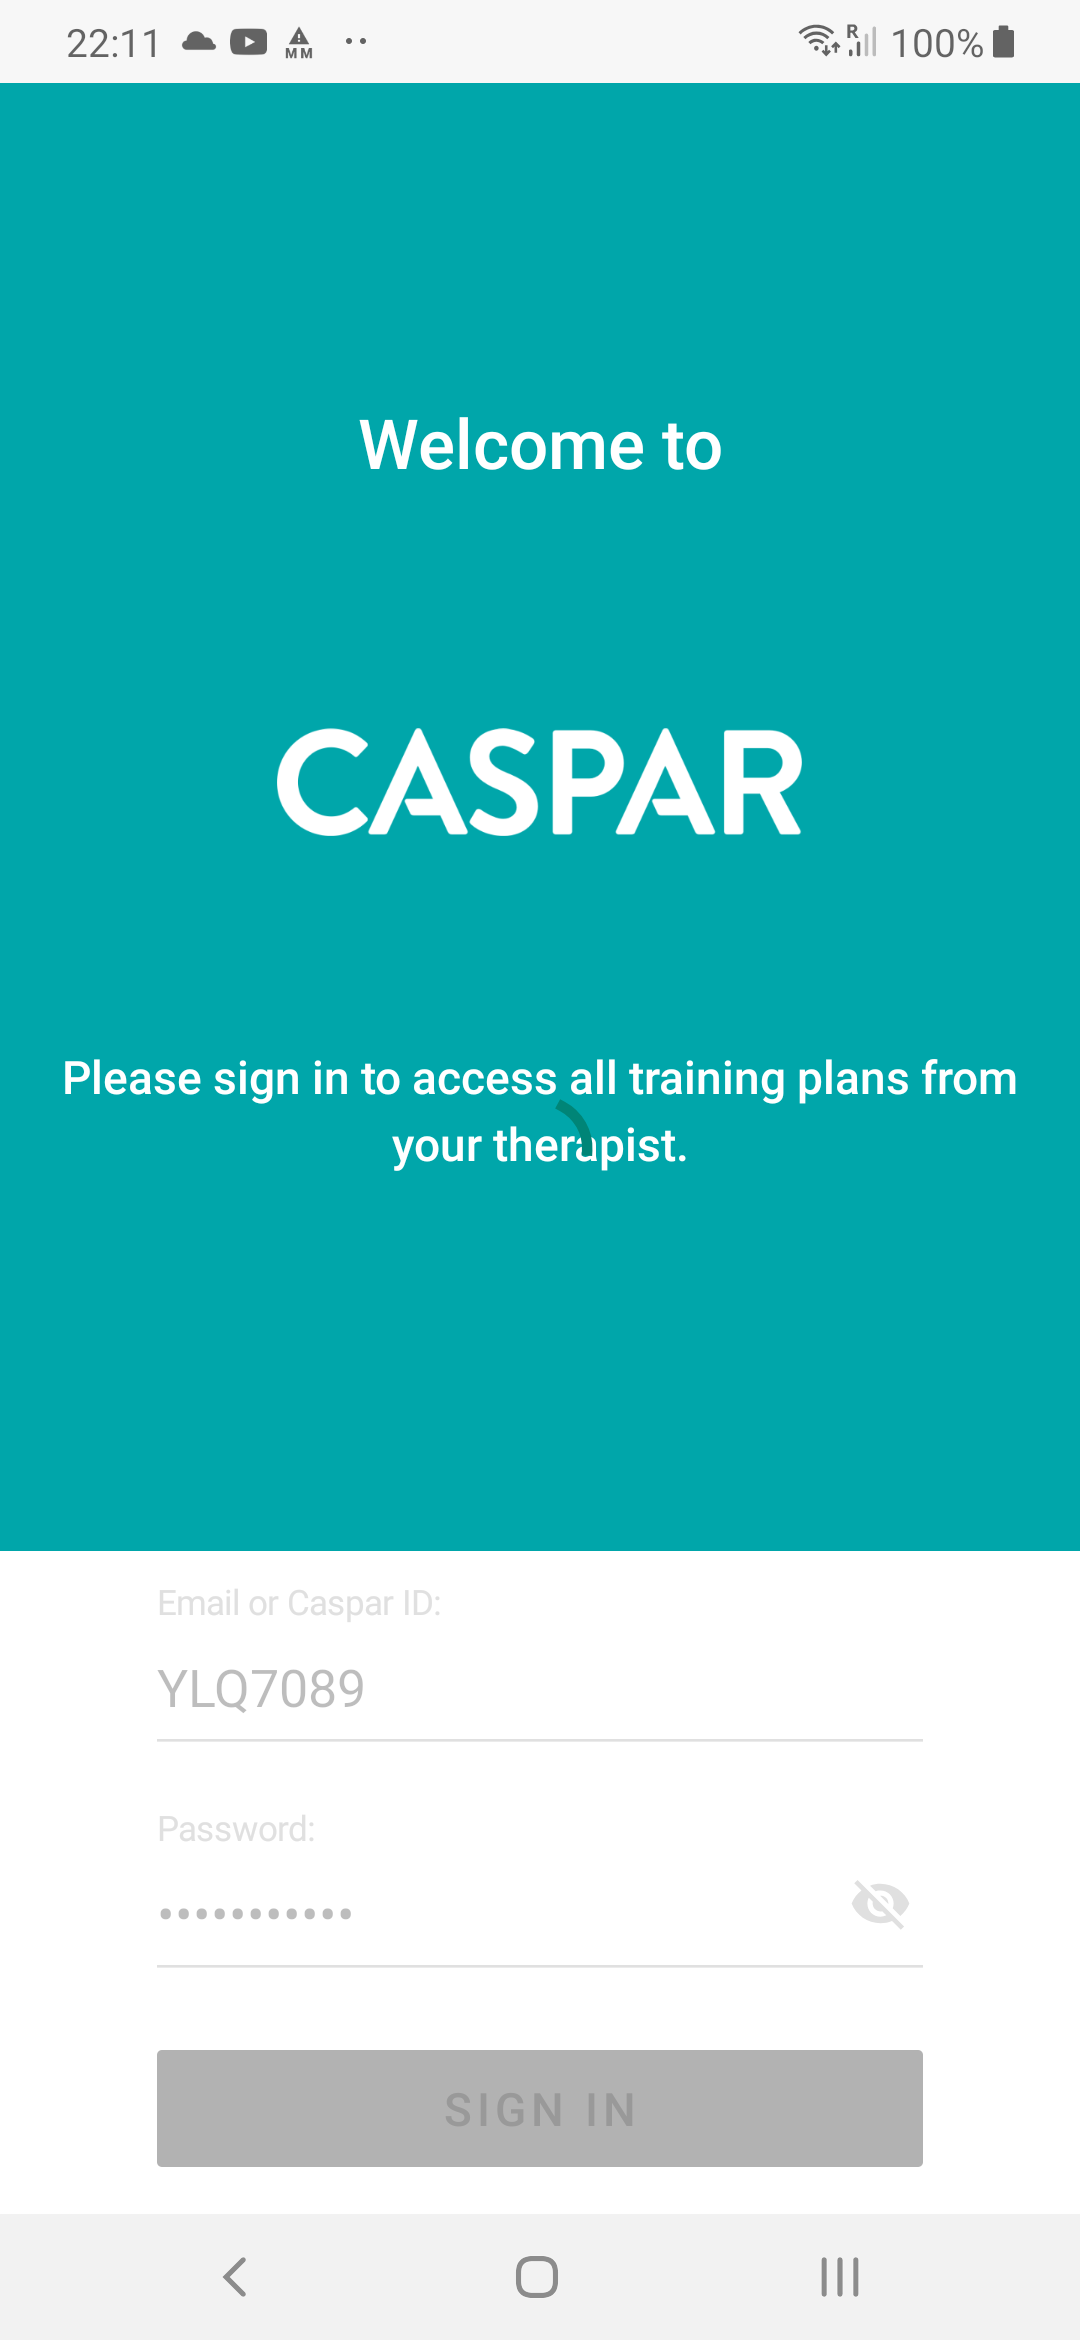 22:11
MM
R 100%
Welcome to
CASPAR
Please sign in to access all training plans from
your therapist.
Email or Caspar ID:
YLQ7089
Password:
•••••••••••
SIGN IN